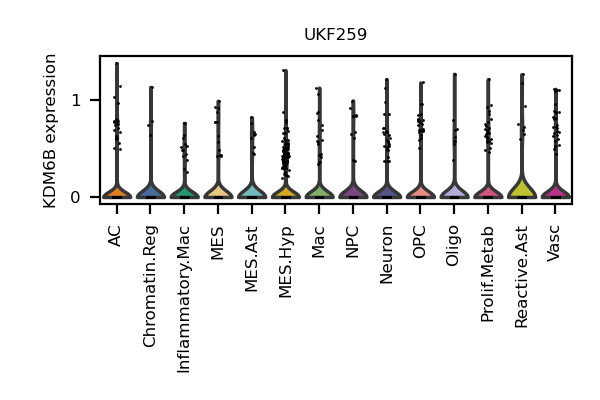 UKF259
KDM6B expression
1
0
AC
Chromatin.Reg
Inflammatory.Mac
MES
MES.Ast
MES.Hyp
Mac
NPC
Neuron
OPC
Oligo
Prolif.Metab
Reactive.Ast
Vasc